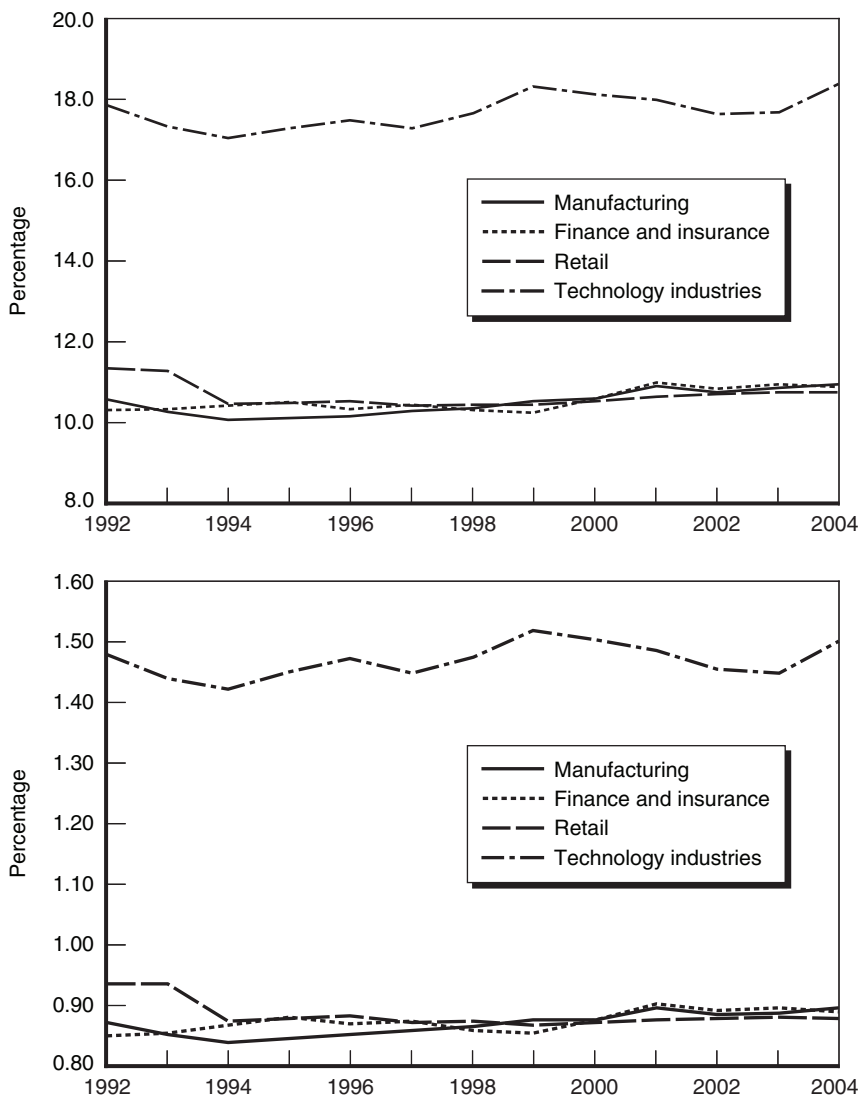 20.0
18.0
16.0
14.0
12.0
10.0
8.0
Percentage
Manufacturing
Finance and insurance
Retail
Technology industries
1992 1994 1996 1998 2000 2002 2004
1.60
1.50
1.40
1.30
1.20
1.10
1.00
0.90
0.80
Percentage
Manufacturing
Finance and insurance
Retail
Technology industries
1992 1994 1996 1998 2000 2002 2004